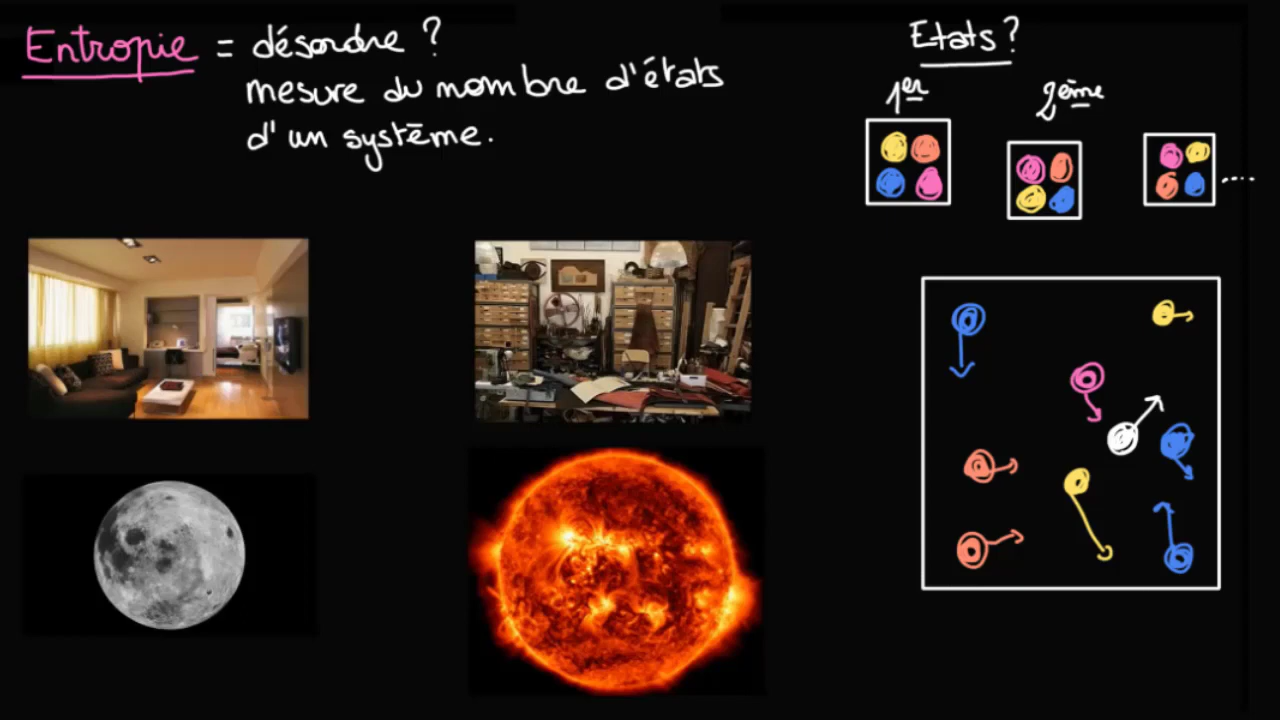 Entropie = désordre ?
mesure du nombre d'états
d'un système.
Etats ?
1er 2ème
.....